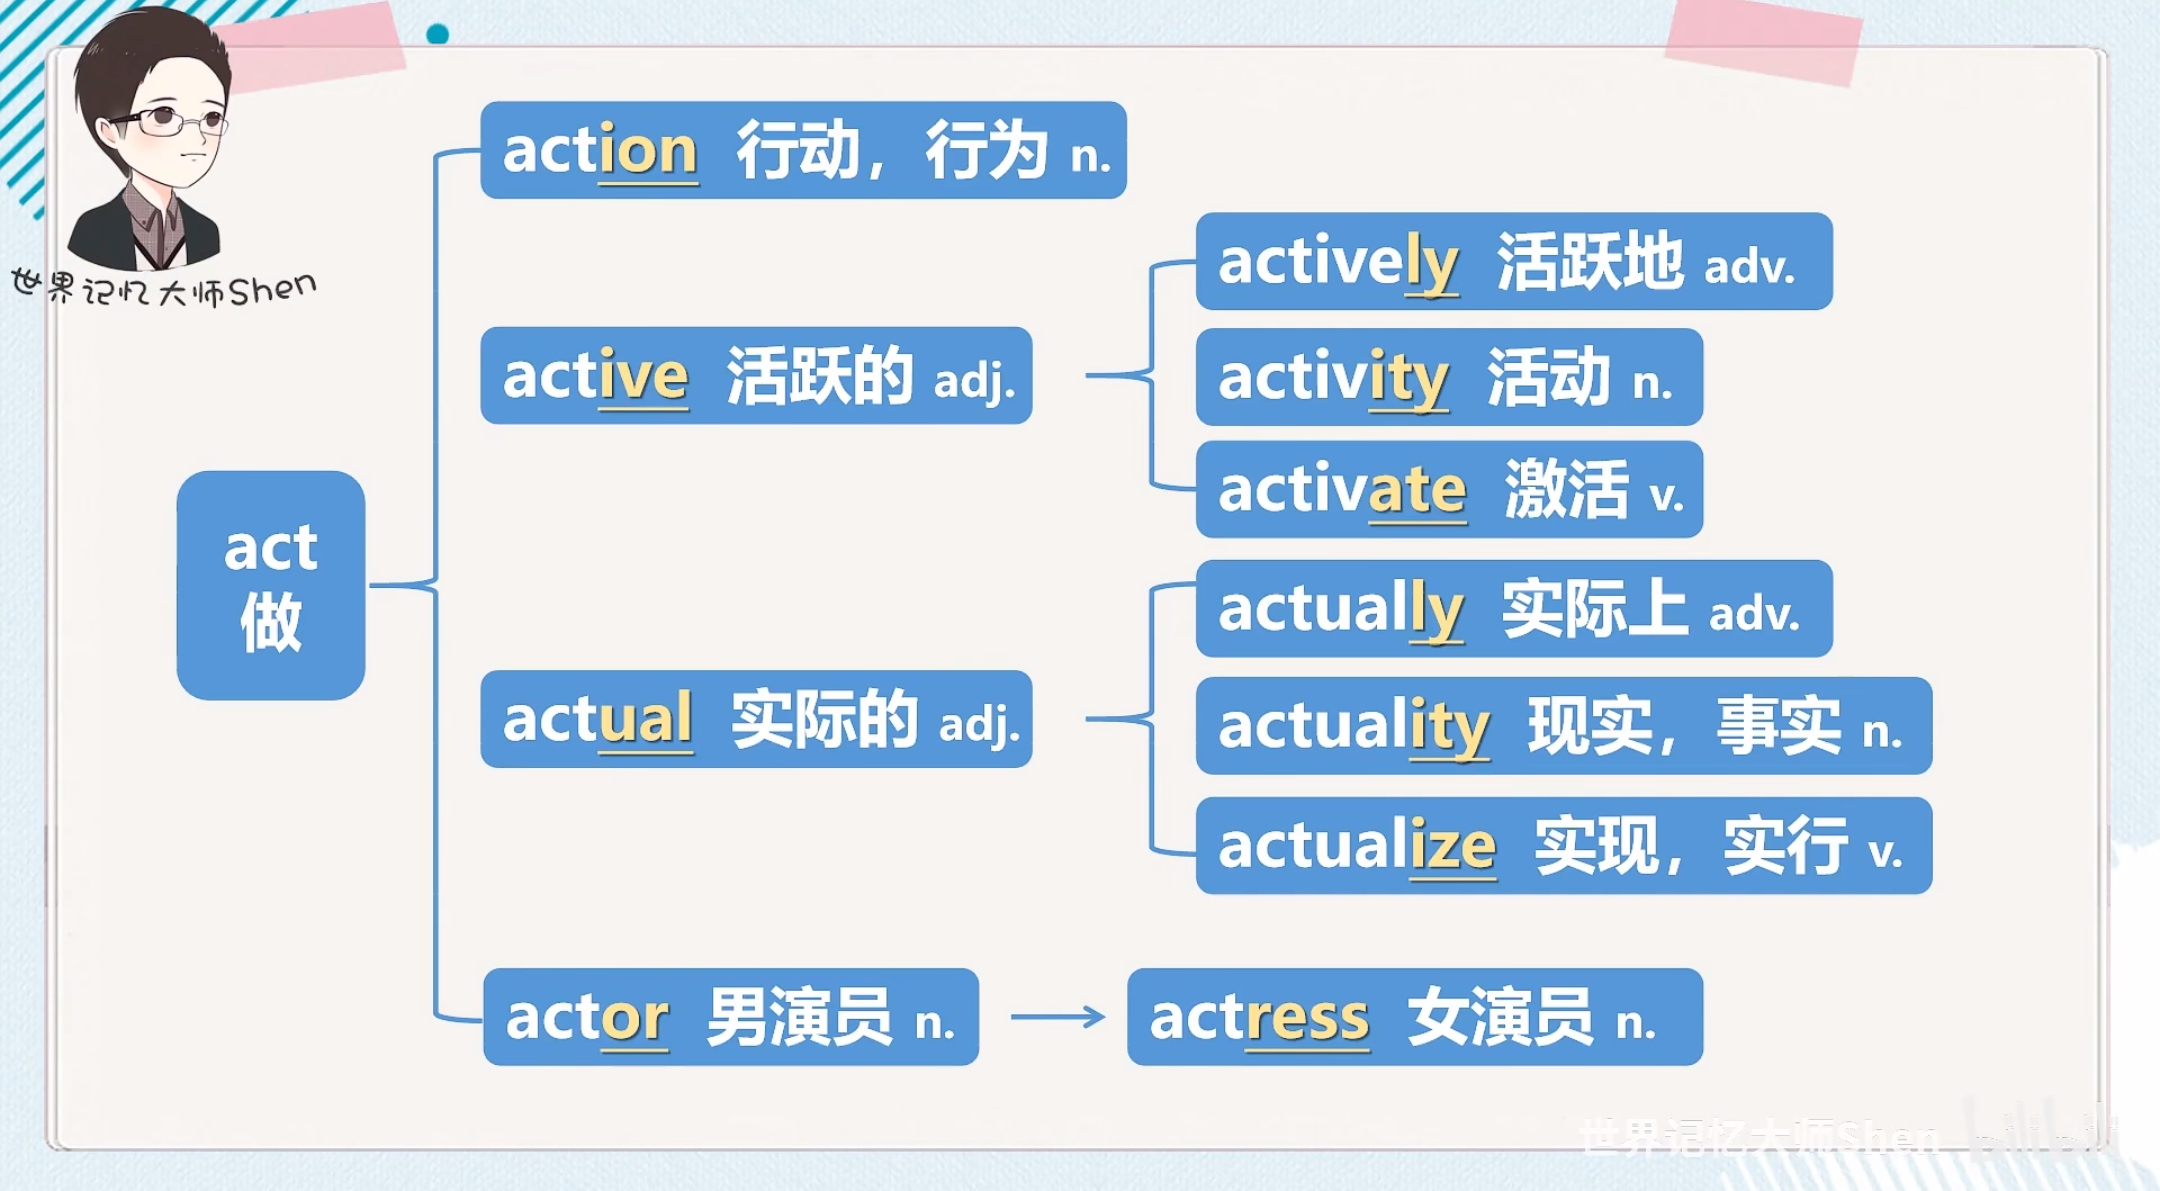 世界记忆大师Shen
act
做
action 行动，行为 n.
active 活跃的 adj.
actively 活跃地 adv.
activity 活动 n.
activate 激活 v.
actual 实际的 adj.
actually 实际上 adv.
actuality 现实，事实 n.
actualize 实现，实行 v.
actor 男演员 n.
actress 女演员 n.
世界记忆大师Shen
bilibili